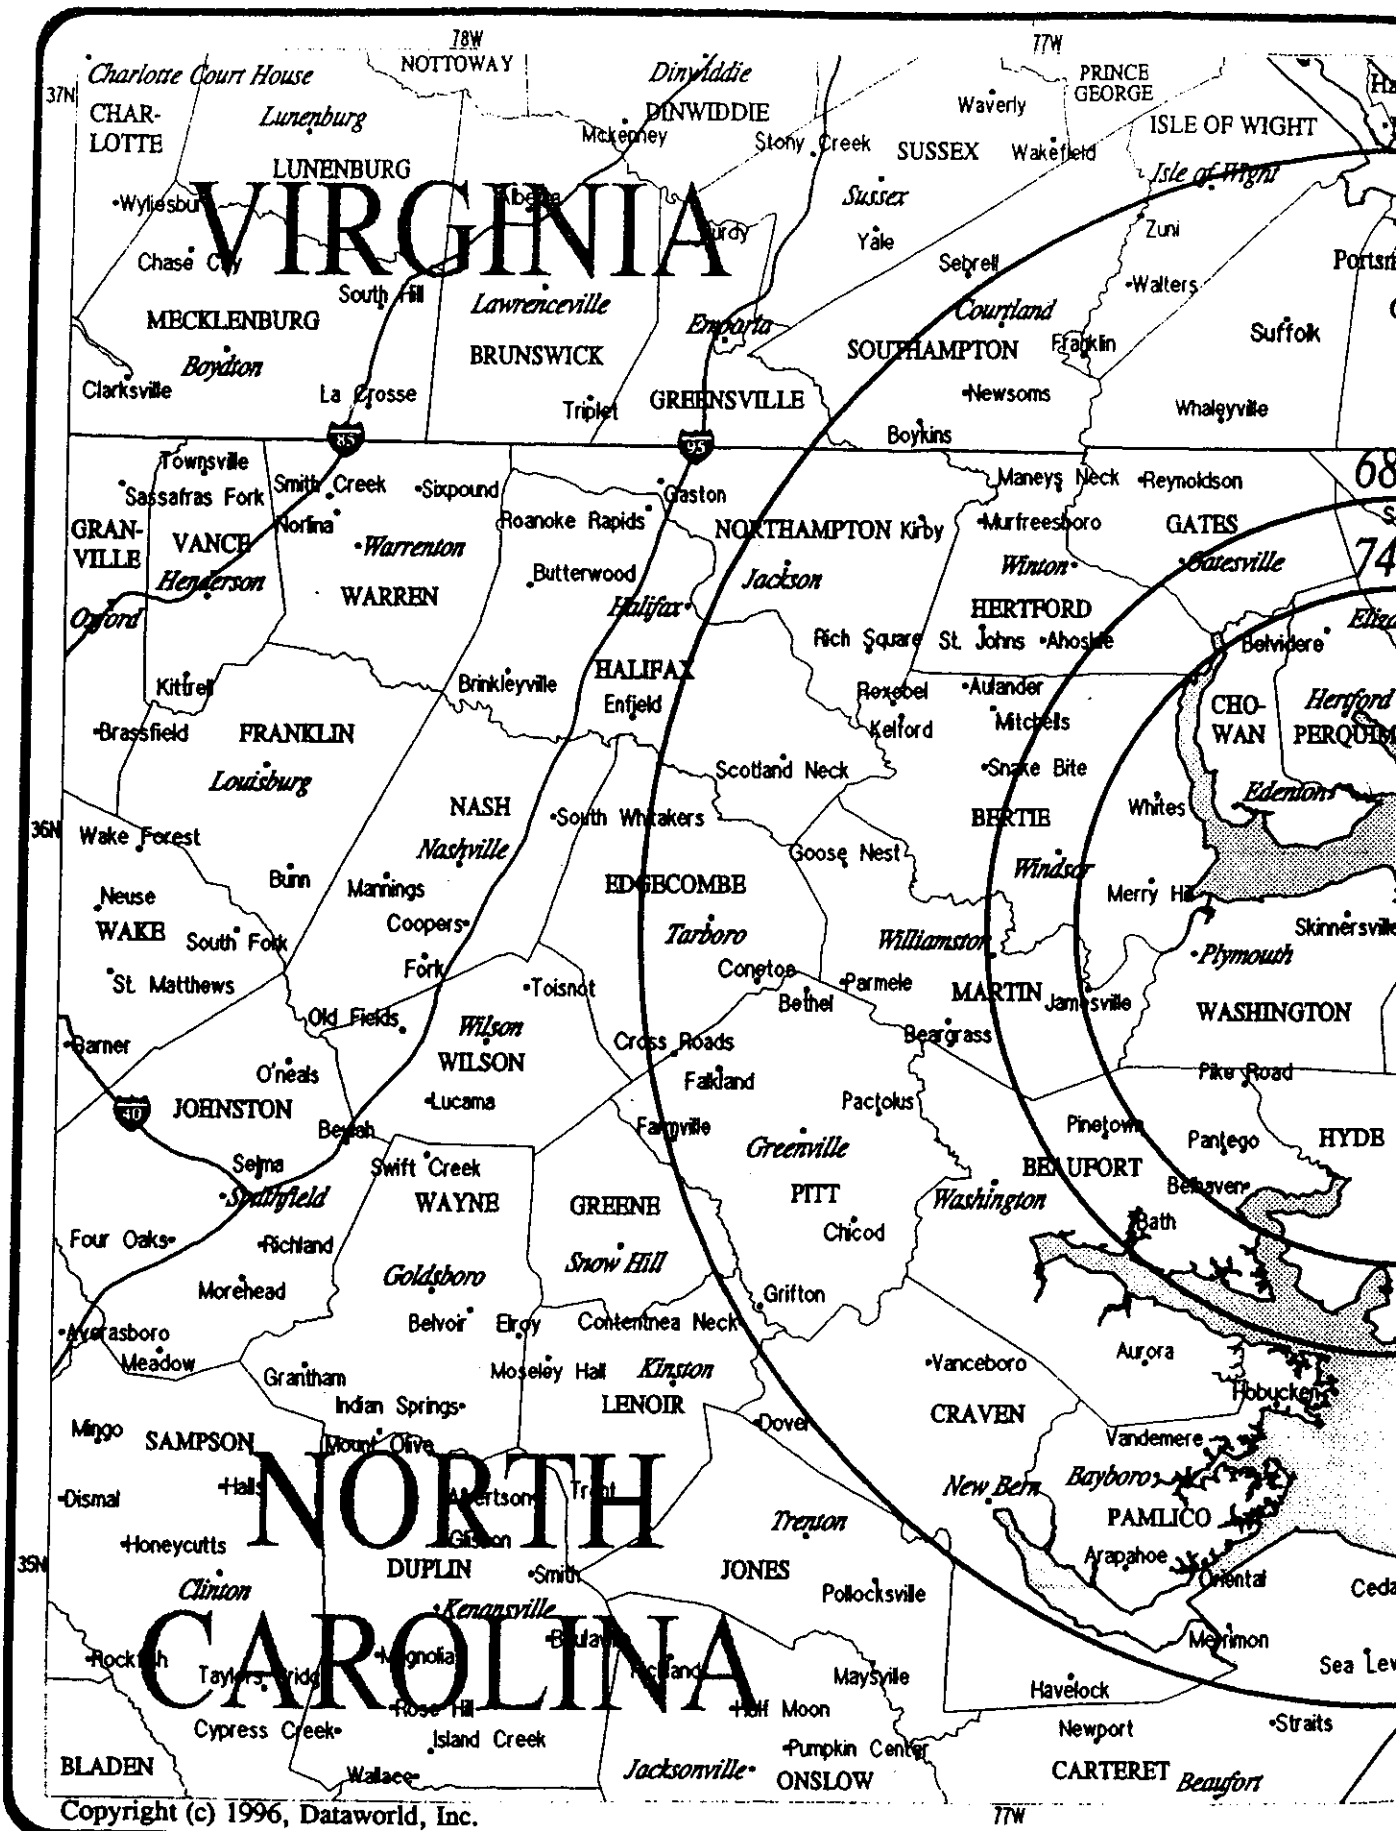 78W
77W
NOTTOWAY
Charlotte Court House
Dinwiddie
PRINCE
GEORGE
37N
CHAR-
LOTTE
Lunenburg
DINWIDDIE
Mckenney
Waverly
ISLE OF WIGHT
Stony Creek
SUSSEX
Wakefield
LUNENBURG
Isle of Wight
VIRGINIA
Sussex
Yale
Zuni
Chase City
Sebrell
South Hill
Lawrenceville
Walters
MECKLENBURG
Emporia
Courtland
Suffolk
Boydton
BRUNSWICK
SOUTHAMPTON
Franklin
Clarksville
La Crosse
Triplet
GREENSVILLE
Newsoms
Whaleyville
Boykins
85
95
Townsville
68
Sassafras Fork
Smith Creek
Sixpound
Gaston
Maneys Neck
Reynoldson
GRAN-
VILLE
VANCE
Norlina
Roanoke Rapids
NORTHAMPTON
Kirby
Murfreesboro
GATES
Warrenton
74
Henderson
WARREN
Butterwood
Jackson
Winton
Gatesville
Oxford
Halifax
HERTFORD
Rich Square
St. Johns
Ahoskie
Belvidere
Kittrell
Brinkleyville
HALIFAX
Enfield
Roxobel
Aulander
CHO-
WAN
Hertford
Brassfield
FRANKLIN
Kelford
Mitchells
Louisburg
Scotland Neck
Snake Bite
Edenton
NASH
South Whitakers
BERTIE
Whites
36N
Wake Forest
Nashville
Goose Nest
Windsor
Bunn
Mannings
EDGECOMBE
Merry Hill
Neuse
WAKE
South Fork
Coopers
Tarboro
Williamston
Skinnersville
Fork
Conetoe
Plymouth
St. Matthews
Toisnot
Bethel
Parmele
MARTIN
Jamesville
WASHINGTON
Old Fields
Wilson
Cross Roads
Beargrass
Garner
O'neals
WILSON
Falkland
Pike Road
40
JOHNSTON
Lucama
Pactolus
Beulah
Farmville
Pinetown
Pantego
HYDE
Selma
Swift Creek
Greenville
BEAUFORT
Smithfield
WAYNE
GREENE
PITT
Washington
Belhaven
Four Oaks
Richland
Chicod
Bath
Morehead
Goldsboro
Snow Hill
Grifton
Averasboro
Belvoir
Elroy
Contentnea Neck
Meadow
Grantham
Moseley Hall
Kinston
Vanceboro
Aurora
Indian Springs
LENOIR
Hobucken
Mingo
SAMPSON
Mount Olive
Dover
CRAVEN
Vandemere
NORTH
Halls
Albertson
Trent
New Bern
Bayboro
Dismal
Trenton
PAMLICO
35N
Honeycutts
DUPLIN
Smith
JONES
Arapahoe
Oriental
Clinton
Kenansville
Pollocksville
CAROLINA
Merrimon
Rockfish
Magnolia
Maysville
Rose Hill
Half Moon
Havelock
Cypress Creek
Island Creek
Newport
Straits
BLADEN
Wallace
Jacksonville
Pumpkin Center
ONSLOW
CARTERET
Beaufort
Copyright (c) 1996, Dataworld, Inc.
77W